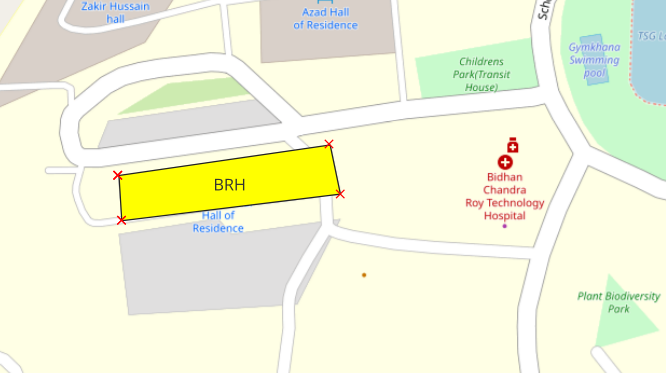 Zakir Hussain
hall
Azad Hall
of Residence
Childrens
Park(Transit
House)
Gymkhana
Swimming
pool
BRH
Hall of
Residence
Bidhan
Chandra
Roy Technology
Hospital
Plant Biodiversity
Park